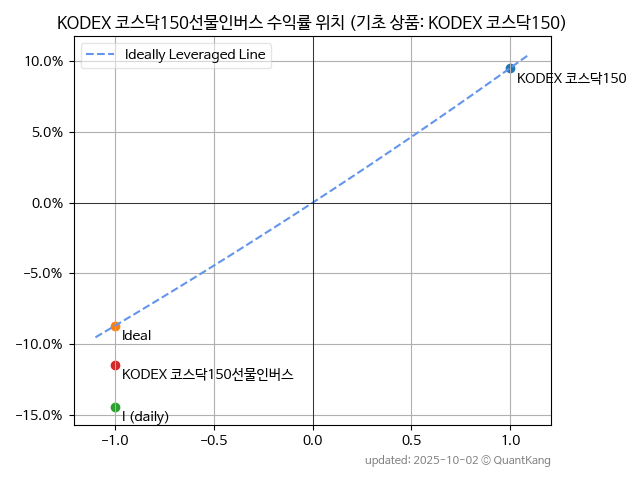 KODEX 코스닥150선물인버스 수익률 위치 (기초 상품: KODEX 코스닥150)
Ideally Leveraged Line
10.0%
5.0%
0.0%
-5.0%
-10.0%
-15.0%
KODEX 코스닥150
Ideal
KODEX 코스닥150선물인버스
I (daily)
-1.0
-0.5
0.0
0.5
1.0
updated: 2025-10-02 © QuantKang